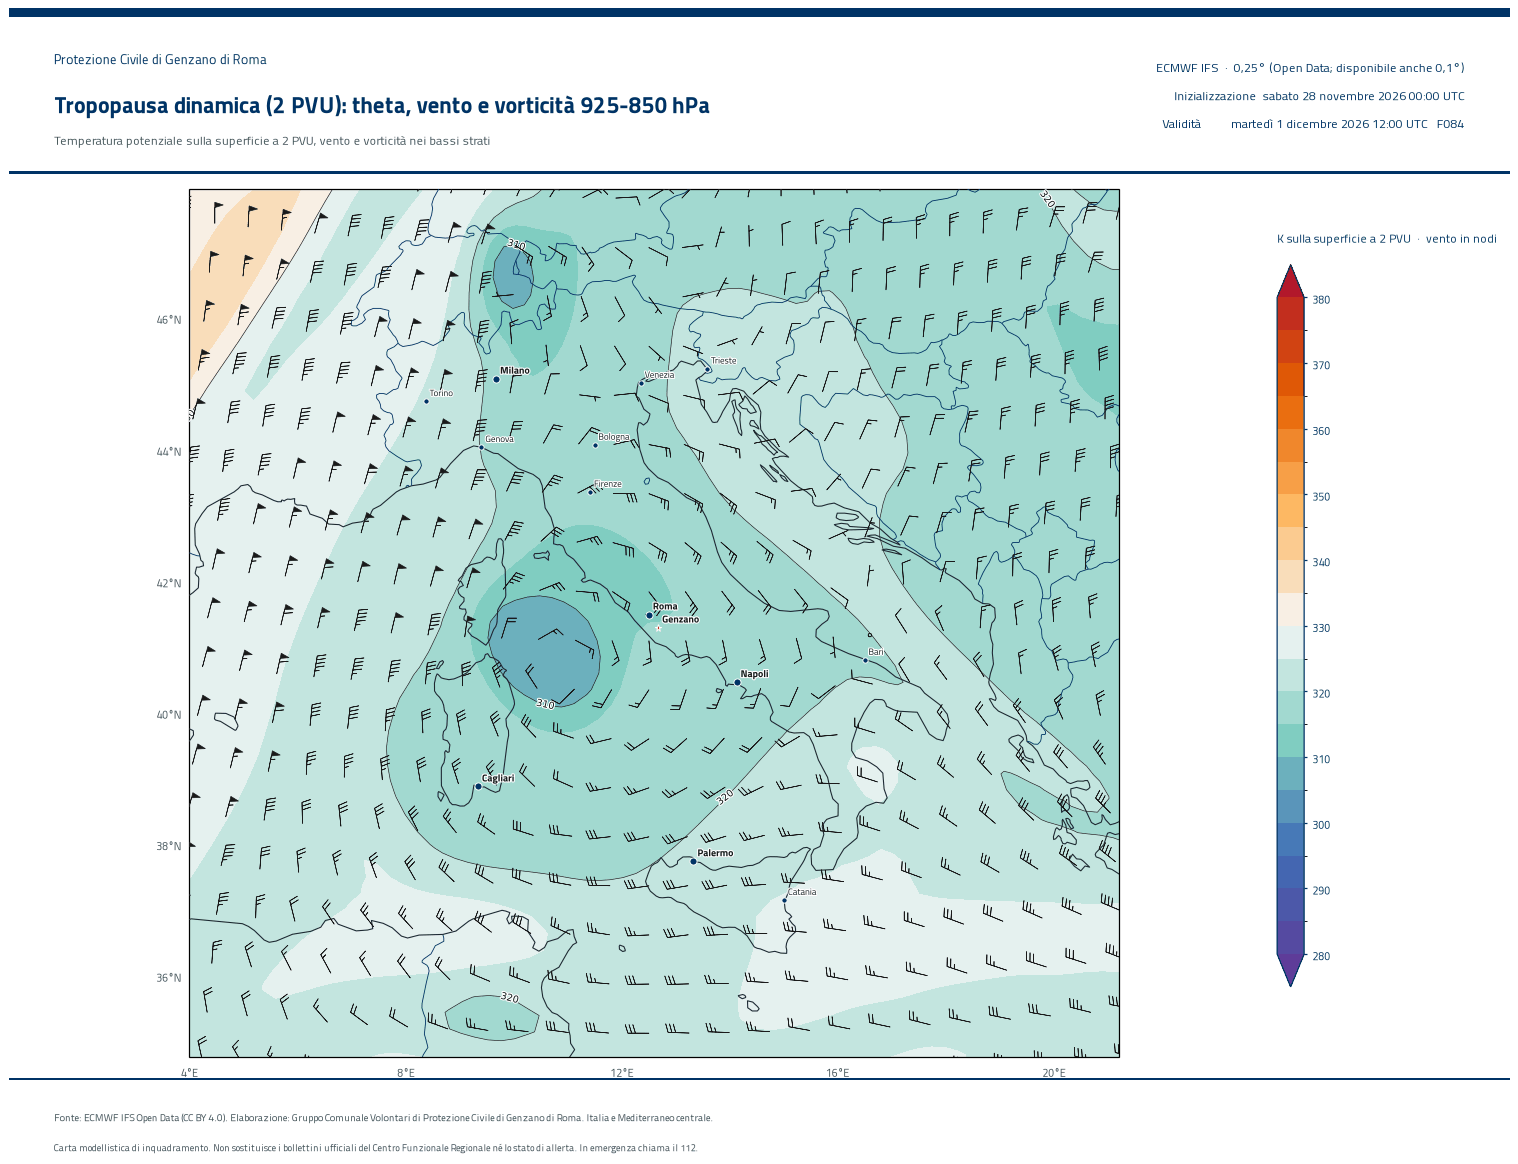 Protezione Civile di Genzano di Roma
Tropopausa dinamica (2 PVU): theta, vento e vorticità 925-850 hPa
Temperatura potenziale sulla superficie a 2 PVU, vento e vorticità nei bassi strati
ECMWF IFS · 0,25° (Open Data; disponibile anche 0,1°)
Inizializzazione sabato 28 novembre 2026 00:00 UTC
Validità martedì 1 dicembre 2026 12:00 UTC F084
K sulla superficie a 2 PVU · vento in nodi
380
370
360
350
340
330
320
310
300
290
280
46°N
44°N
42°N
40°N
38°N
36°N
4°E
8°E
12°E
16°E
20°E
320
310
Milano
Torino
Trieste
Venezia
Genova
Bologna
Firenze
Roma
Genzano
Bari
Napoli
310
Cagliari
320
Palermo
Catania
320
Fonte: ECMWF IFS Open Data (CC BY 4.0). Elaborazione: Gruppo Comunale Volontari di Protezione Civile di Genzano di Roma. Italia e Mediterraneo centrale.
Carta modellistica di inquadramento. Non sostituisce i bollettini ufficiali del Centro Funzionale Regionale né lo stato di allerta. In emergenza chiama il 112.